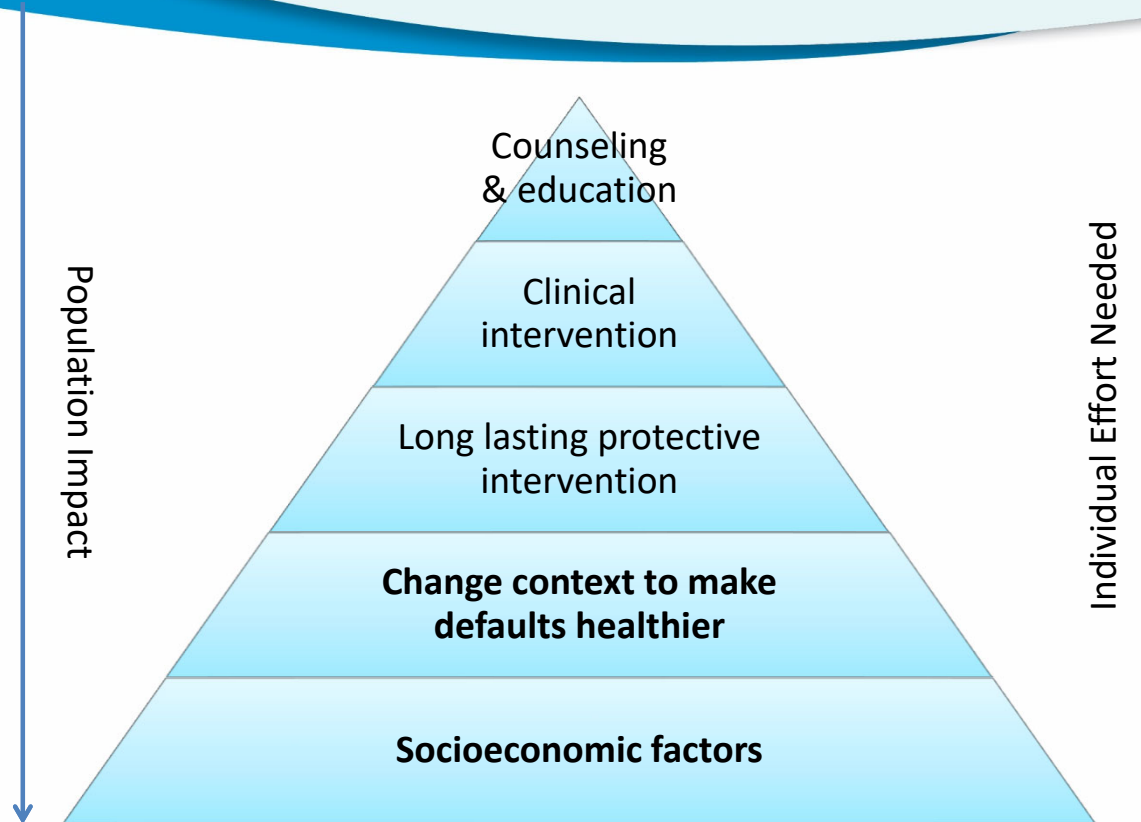 Counseling
& education
Clinical
intervention
Long lasting protective
intervention
Change context to make
defaults healthier
Socioeconomic factors
Population Impact
Individual Effort Needed